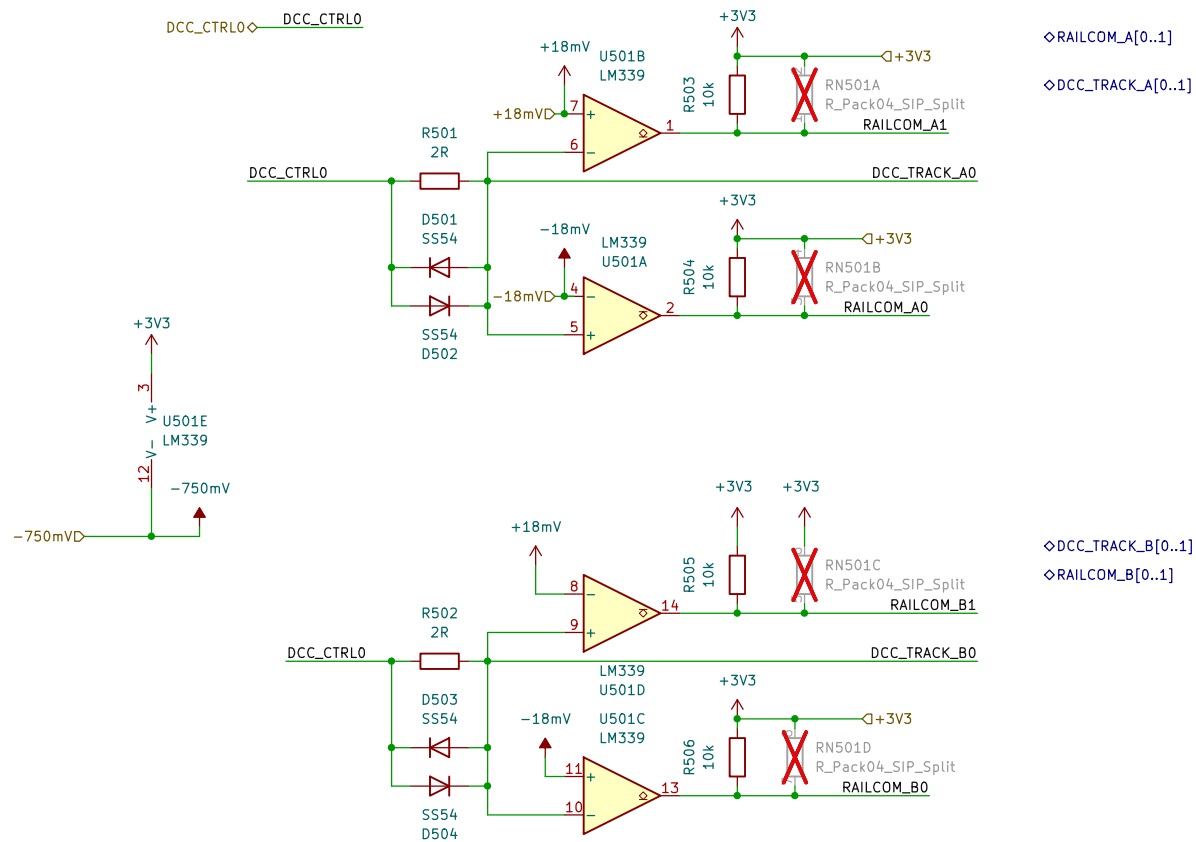 DCC_CTRL0
DCC_CTRL0
+3V3
RAILCOM_A[0..1]
+18mV
U501B
LM339
+3V3
R503
10k
RN501A
R_Pack04_SIP_Split
DCC_TRACK_A[0..1]
+18mV
7
+
6
−
1
RAILCOM_A1
R501
2R
DCC_CTRL0
DCC_TRACK_A0
+3V3
D501
SS54
−18mV
LM339
U501A
+3V3
R504
10k
RN501B
R_Pack04_SIP_Split
−18mV
4
−
5
+
2
RAILCOM_A0
SS54
D502
+3V3
3
V+
U501E
LM339
V−
12
−750mV
−750mV
+3V3
+3V3
+18mV
DCC_TRACK_B[0..1]
RAILCOM_B[0..1]
R505
10k
RN501C
R_Pack04_SIP_Split
8
−
9
+
14
RAILCOM_B1
R502
2R
DCC_CTRL0
DCC_TRACK_B0
LM339
U501D
+3V3
D503
SS54
−18mV
U501C
LM339
+3V3
R506
10k
RN501D
R_Pack04_SIP_Split
11
+
10
−
13
RAILCOM_B0
SS54
D504